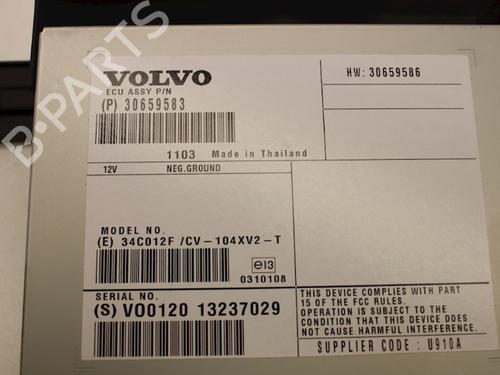 B-PARTS
VOLVO
ECU ASSY P/N
(P) 30659583
HW: 30659586
1103 Made in Thailand
12V NEG.GROUND
MODEL NO.
(E) 34C012F /CV-104XV2-T
e13
0310108
SERIAL NO.
(S) V00120 13237029
THIS DEVICE COMPLIES WITH PART
15 OF THE FCC RULES.
OPERATION IS SUBJECT TO THE
CONDITION THAT THIS DEVICE DOES
NOT CAUSE HARMFUL INTERFERENCE.
SUPPLIER CODE : U910A